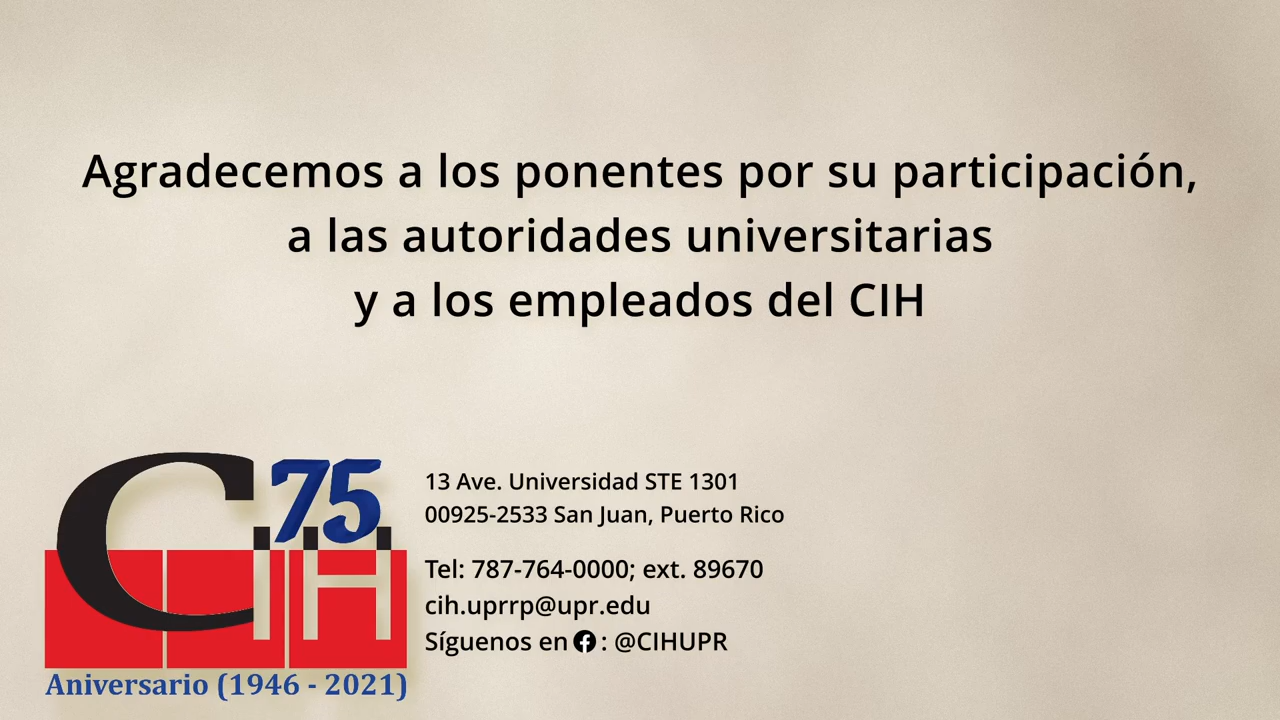 Agradecemos a los ponentes por su participación,
a las autoridades universitarias
y a los empleados del CIH
CIH 75
Aniversario (1946 - 2021)
13 Ave. Universidad STE 1301
00925-2533 San Juan, Puerto Rico
Tel: 787-764-0000; ext. 89670
cih.uprrp@upr.edu
Síguenos en : @CIHUPR